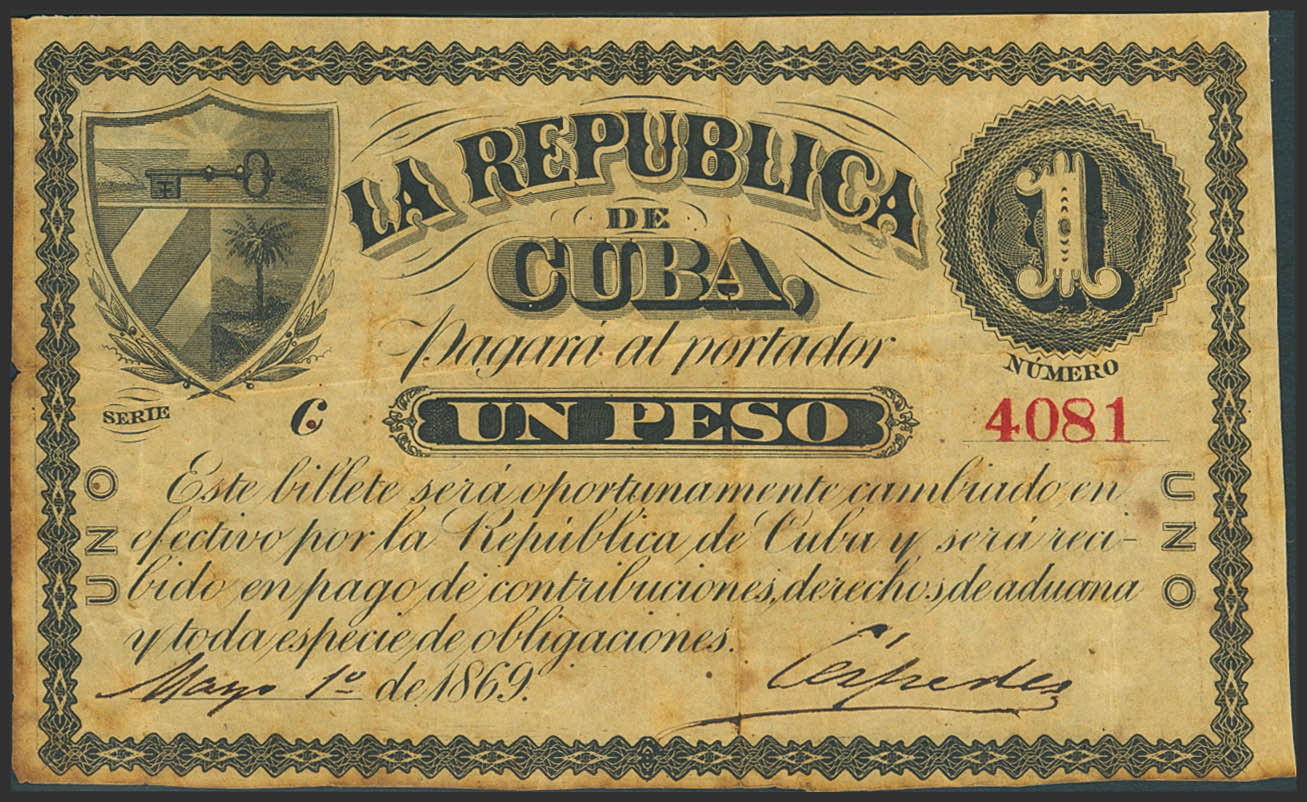 LA REPUBLICA
DE
CUBA,
1
Pagará al portador
NÚMERO
SERIE C
UN PESO
4081
UNO
UNO
Este billete será, oportunamente, cambiado en
efectivo por la República de Cuba y será reci-
bido en pago de contribuciones, derechos, de aduana
y toda especie de obligaciones.
Mayo 1º de 1869.
Céspedes